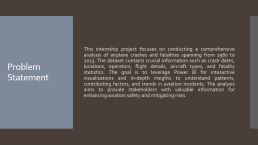 Problem
Statement
This internship project focuses on conducting a comprehensive
analysis of airplane crashes and fatalities spanning from 1980 to
2023. The dataset contains crucial information such as crash dates,
locations, operators, flight details, aircraft types, and fatality
statistics. The goal is to leverage Power BI for interactive
visualizations and in-depth insights to understand patterns,
contributing factors, and trends in aviation incidents. The analysis
aims to provide stakeholders with valuable information for
enhancing aviation safety and mitigating risks.